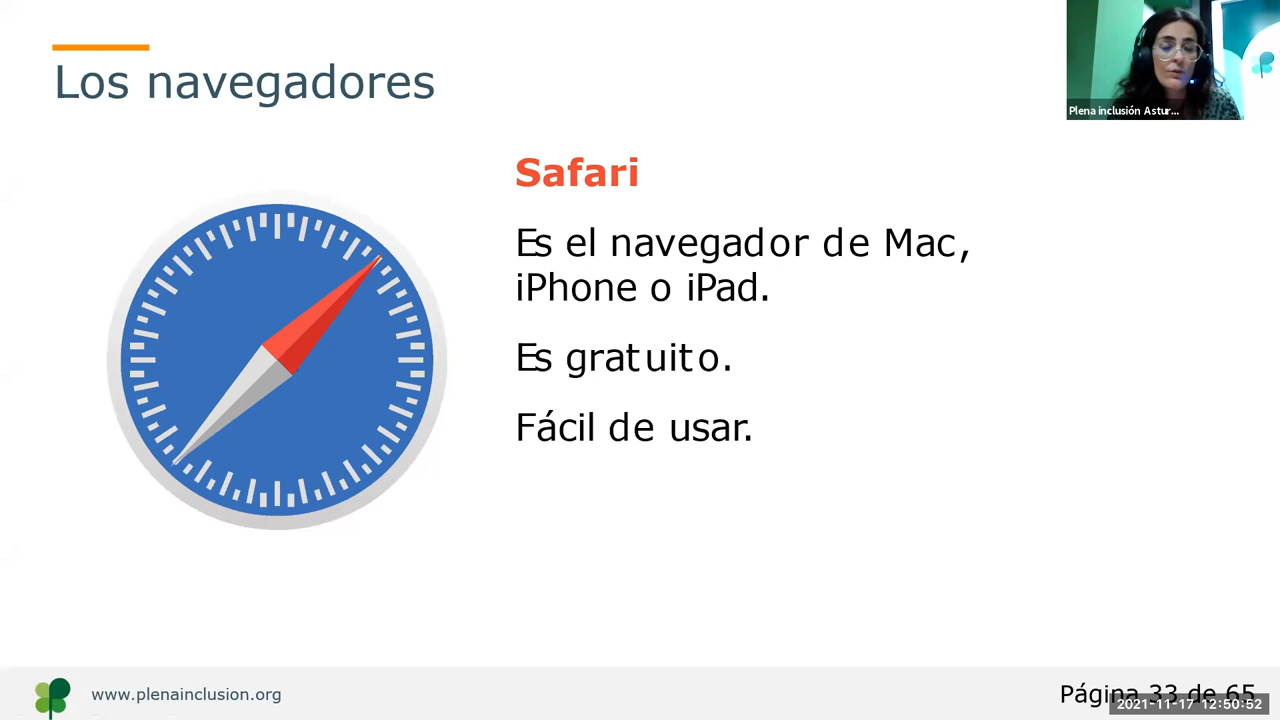 Los navegadores
Plena inclusión Astur...
Safari
Es el navegador de Mac,
iPhone o iPad.
Es gratuito.
Fácil de usar.
www.plenainclusion.org
Página 33 de 65
2021-11-17 12:50:52